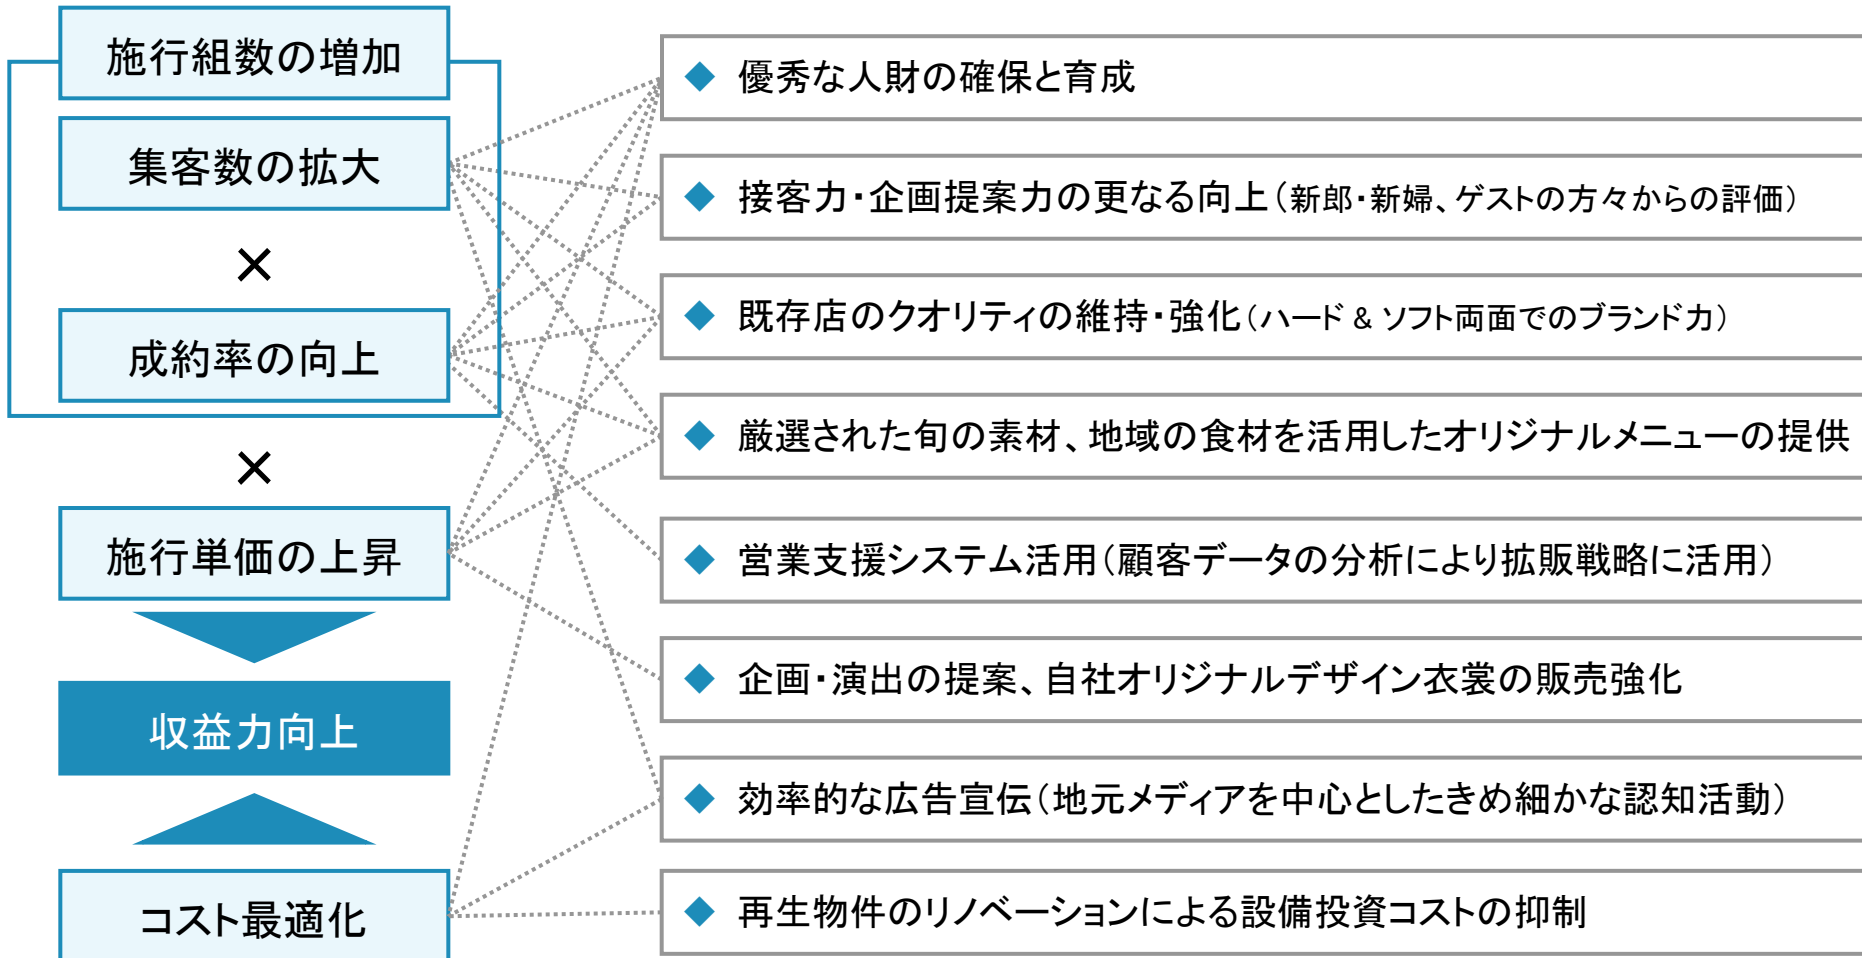 施行組数の増加
集客数の拡大
×
成約率の向上
×
施行単価の上昇
収益力向上
コスト最適化
◆ 優秀な人財の確保と育成
◆ 接客力・企画提案力の更なる向上（新郎・新婦、ゲストの方々からの評価）
◆ 既存店のクオリティの維持・強化（ハード & ソフト両面でのブランド力）
◆ 厳選された旬の素材、地域の食材を活用したオリジナルメニューの提供
◆ 営業支援システム活用（顧客データの分析により拡販戦略に活用）
◆ 企画・演出の提案、自社オリジナルデザイン衣裳の販売強化
◆ 効率的な広告宣伝（地元メディアを中心としたきめ細かな認知活動）
◆ 再生物件のリノベーションによる設備投資コストの抑制